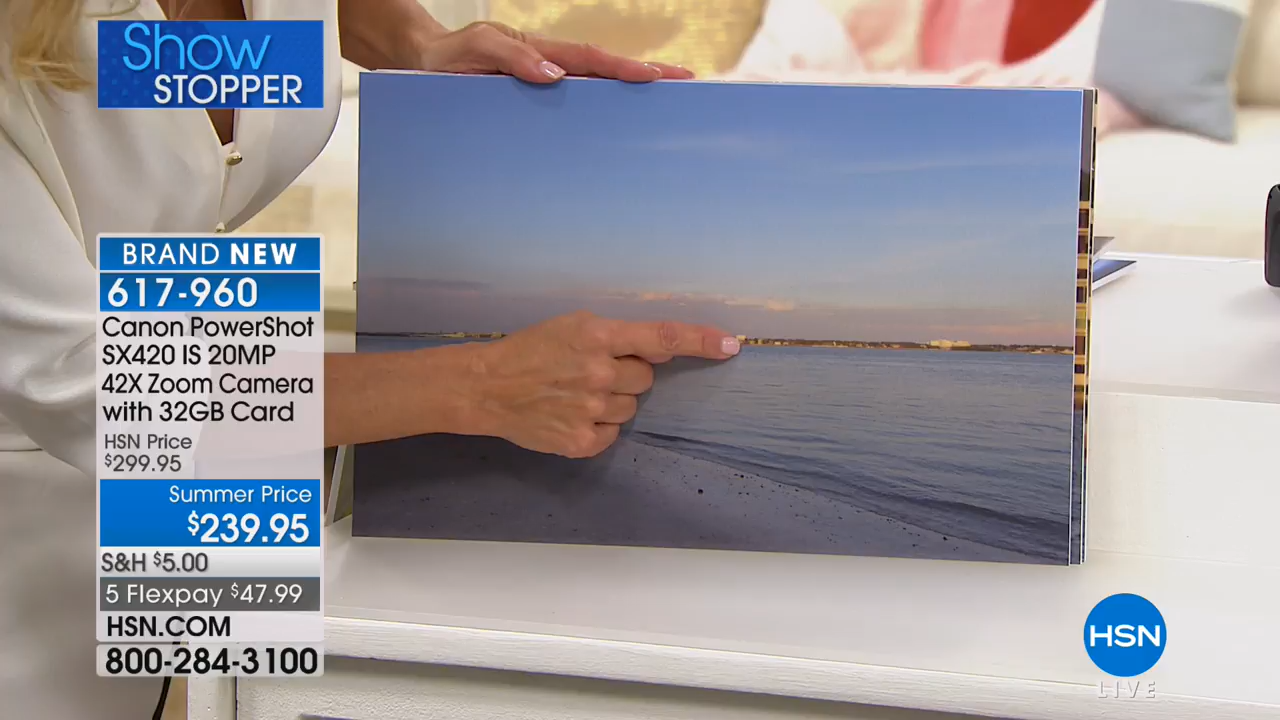 Show
STOPPER
BRAND NEW
617-960
Canon PowerShot
SX420 IS 20MP
42X Zoom Camera
with 32GB Card
HSN Price
$299.95
Summer Price
$239.95
S&H $5.00
5 Flexpay $47.99
HSN.COM
800-284-3100
HSN
LIVE